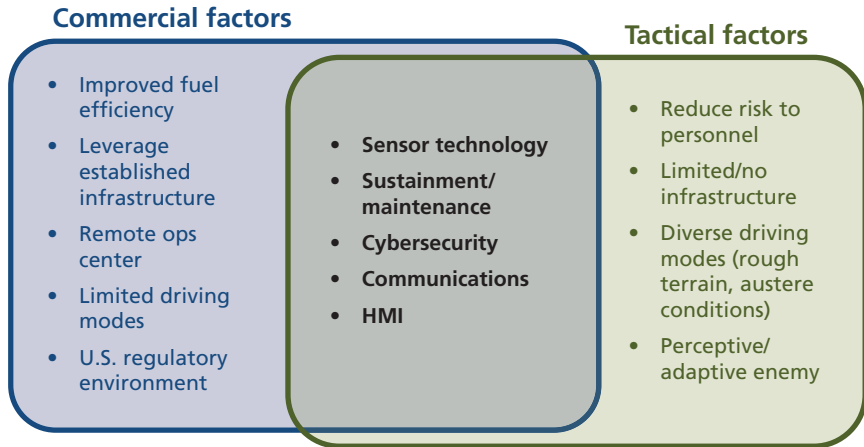 Commercial factors
Tactical factors
• Improved fuel
efficiency
• Leverage
established
infrastructure
• Remote ops
center
• Limited driving
modes
• U.S. regulatory
environment
• Sensor technology
• Sustainment/
maintenance
• Cybersecurity
• Communications
• HMI
• Reduce risk to
personnel
• Limited/no
infrastructure
• Diverse driving
modes (rough
terrain, austere
conditions)
• Perceptive/
adaptive enemy